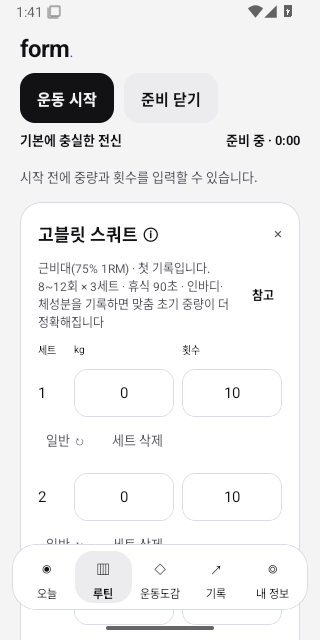 1:41
form.
운동 시작
준비 닫기
기본에 충실한 전신
준비 중 · 0:00
시작 전에 중량과 횟수를 입력할 수 있습니다.
고블릿 스쿼트 ⓘ
×
근비대(75% 1RM) · 첫 기록입니다.
8~12회 × 3세트 · 휴식 90초 · 인바디·
체성분을 기록하면 맞춤 초기 중량이 더
정확해집니다
참고
세트 kg 횟수
1 0 10
일반 ↻ 세트 삭제
2 0 10
일반 ↻ 세트 삭제
오늘 루틴 운동도감 기록 내 정보